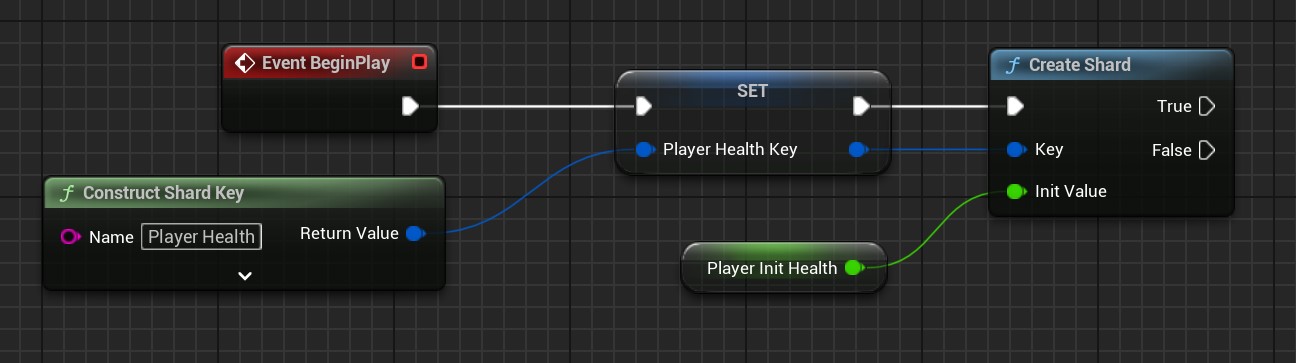 Event BeginPlay
SET
Player Health Key
Create Shard
True
Key
False
Init Value
Construct Shard Key
Name Player Health Return Value
Player Init Health